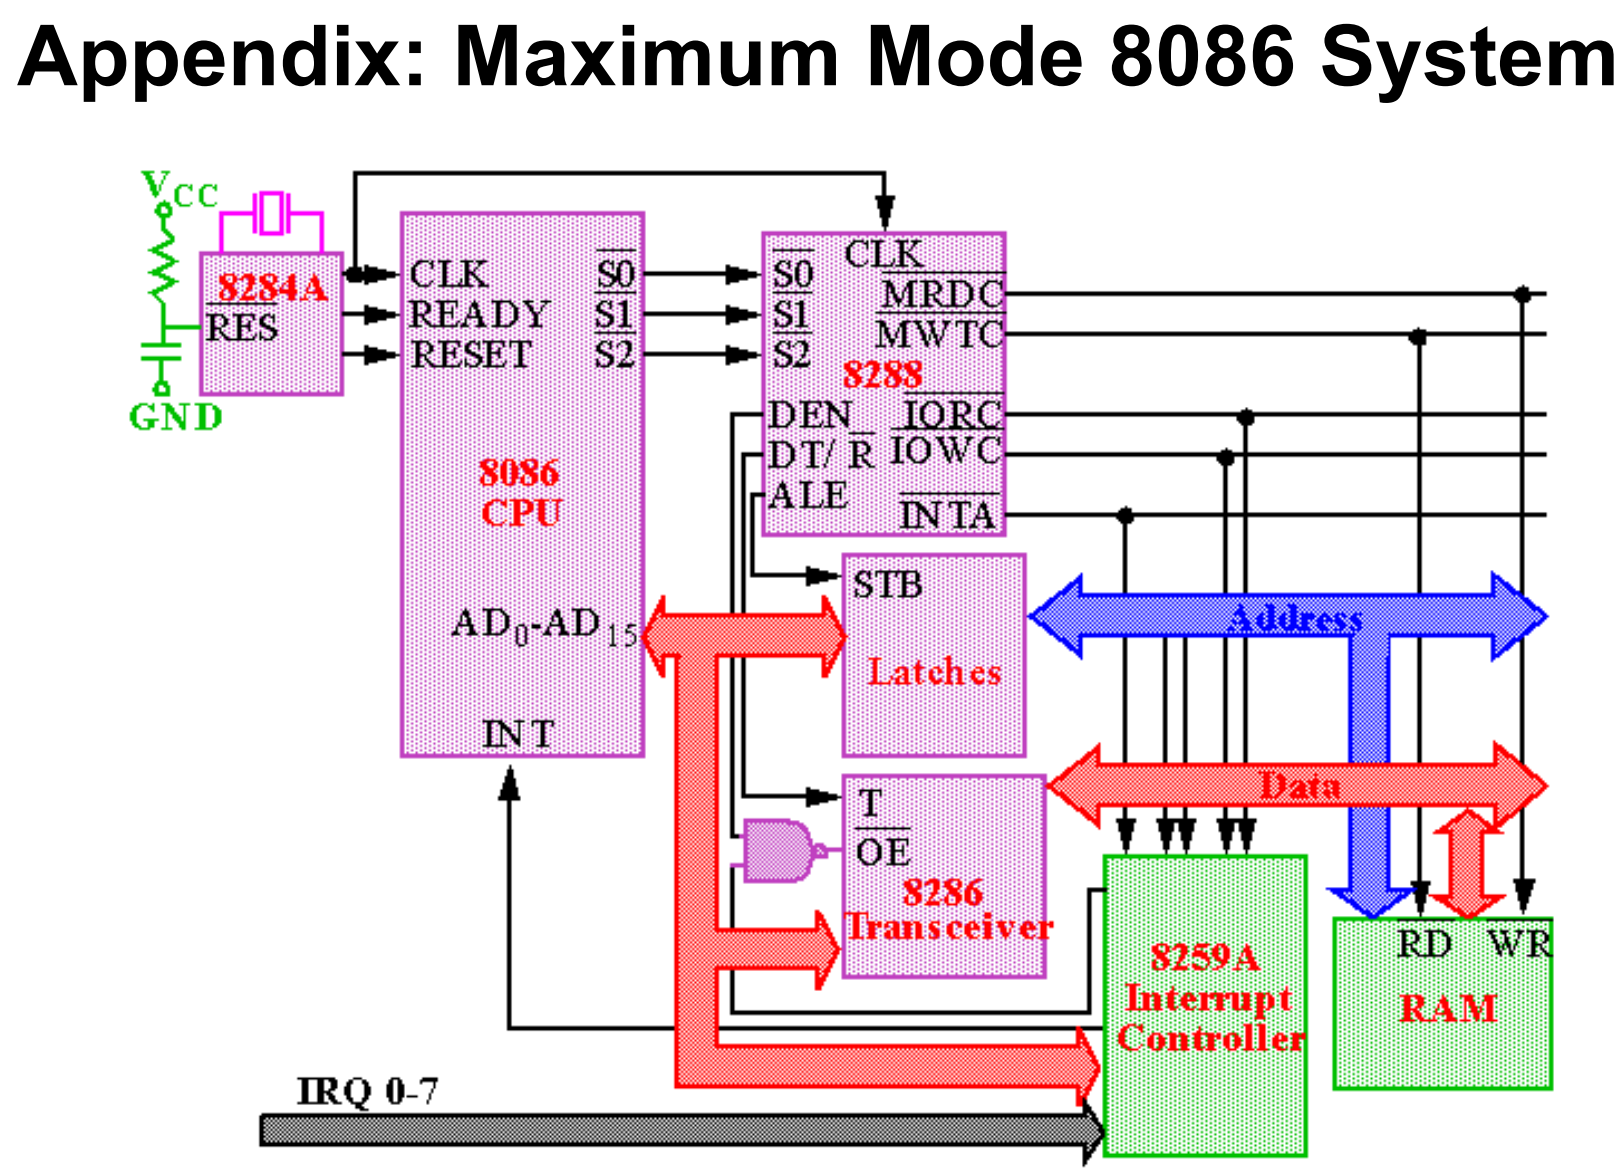 Appendix: Maximum Mode 8086 System
VCC
8284A
RES
GND
CLK
READY
RESET
S0
S1
S2
8086
CPU
AD0-AD15
INT
CLK
S0
S1
S2
MRDC
MWTC
8288
DEN
IORC
DT/ R
IOWC
ALE
INTA
STB
Latches
Address
T
OE
8286
Transceiver
Data
8259A
Interrupt
Controller
RD WR
RAM
IRQ 0-7